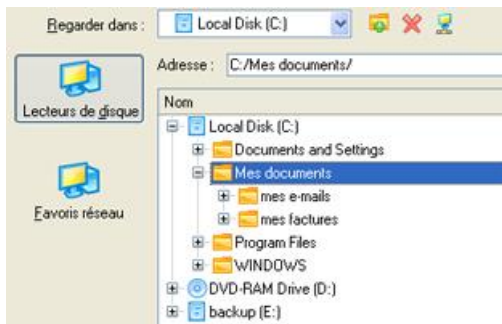 Regarder dans : Local Disk (C:)
Adresse : C:/Mes documents/
Lecteurs de disque
Favoris réseau
Nom
Local Disk (C:)
Documents and Settings
Mes documents
mes e-mails
mes factures
Program Files
WINDOWS
DVD-RAM Drive (D:)
backup (E:)